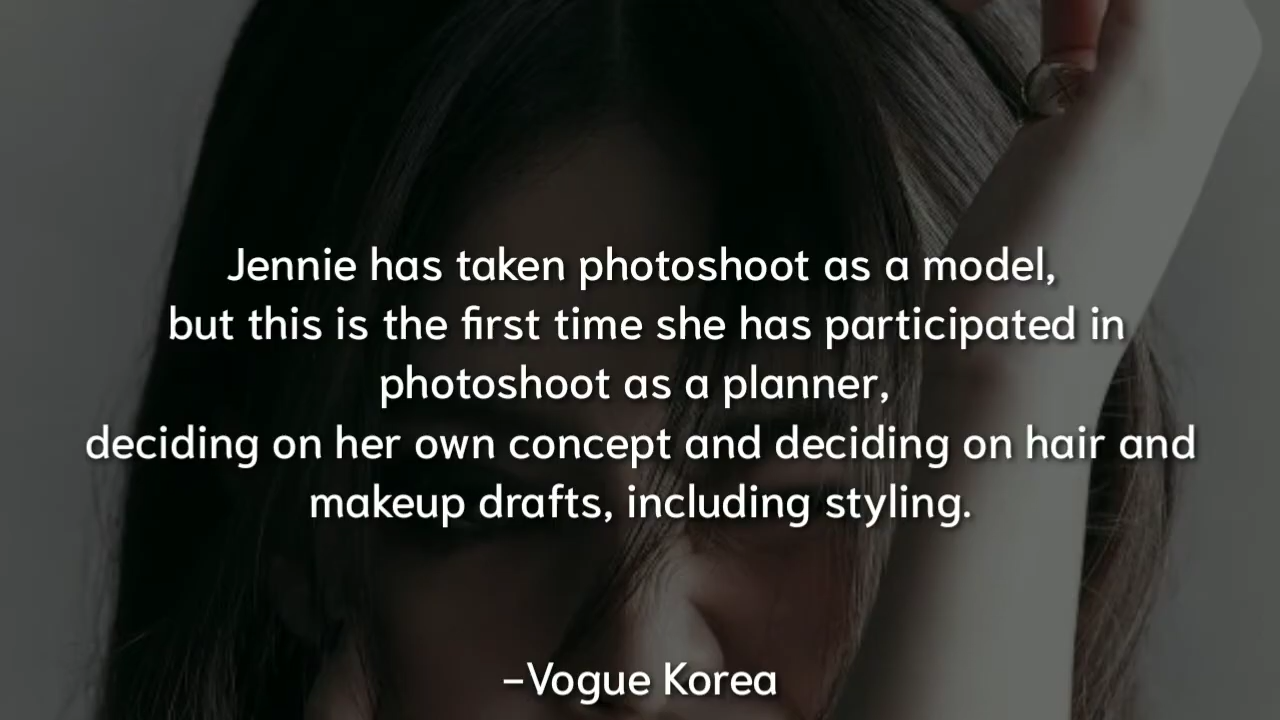 Jennie has taken photoshoot as a model,
but this is the first time she has participated in
photoshoot as a planner,
deciding on her own concept and deciding on hair and
makeup drafts, including styling.
-Vogue Korea